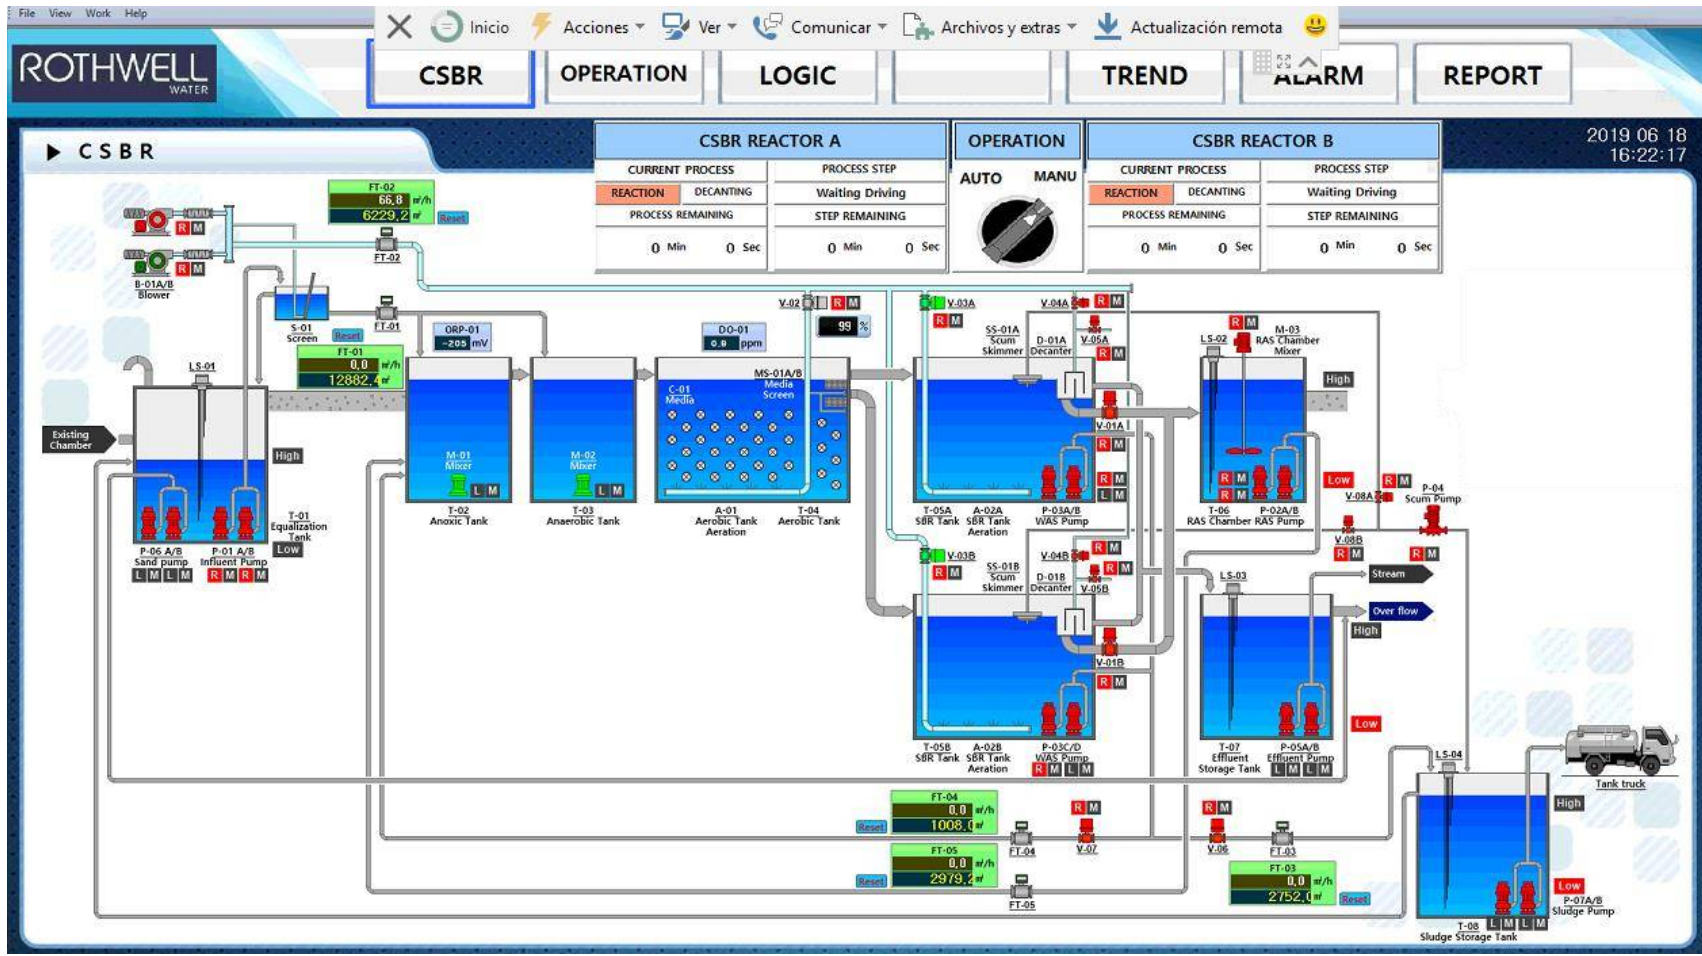 File View Work Help
Inicio Acciones Ver Comunicar Archivos y extras Actualización remota
ROTHWELL
WATER
CSBR OPERATION LOGIC TREND ALARM REPORT
CSBR
2019 06 18
16:22:17
CSBR REACTOR A
CURRENT PROCESS PROCESS STEP
REACTION DECANTING Waiting Driving
PROCESS REMAINING STEP REMAINING
0 Min 0 Sec 0 Min 0 Sec
OPERATION
AUTO MANU
CSBR REACTOR B
CURRENT PROCESS PROCESS STEP
REACTION DECANTING Waiting Driving
PROCESS REMAINING STEP REMAINING
0 Min 0 Sec 0 Min 0 Sec
FT-02
66,8 ㎥/h
6229,2 ㎥ Reset
FT-02
R M
R M
B-01A/B
Blower
S-01
Screen
Reset
FT-01
FT-01
0,0 ㎥/h
12882,4 ㎥
ORP-01
-205 mV
DO-01
0.8 ppm
V-02 R M
99 %
V-03A
R M
V-04A R M
V-05A
R M
SS-01A
Scum
Skimmer
D-01A
Decanter
LS-02
R M
M-03
RAS Chamber
Mixer
High
LS-01
Existing
Chamber
High
Low
T-01
Equalization
Tank
P-06 A/B
Sand pump
L M L M
P-01 A/B
Influent Pump
R M R M
M-01
Mixer
L M
T-02
Anoxic Tank
M-02
Mixer
L M
T-03
Anaerobic Tank
C-01
Media
MS-01A/B
Media
Screen
A-01
Aerobic Tank
Aeration
T-04
Aerobic Tank
V-01A
R M
R M
L M
T-05A
SBR Tank
A-02A
SBR Tank
Aeration
P-03A/B
WAS Pump
R M
R M
T-06
RAS Chamber
P-02A/B
RAS Pump
Low
V-08A
R M
P-04
Scum Pump
V-08B
R M
R M
V-03B
R M
V-04B R M
R M
V-05B
SS-01B
Scum
Skimmer
D-01B
Decanter
LS-03
Stream
Over flow
High
V-01B
R M
T-05B
SBR Tank
A-02B
SBR Tank
Aeration
P-03C/D
WAS Pump
R M L M
T-07
Effluent
Storage Tank
P-05A/B
Effluent Pump
L M L M
Low
LS-04
Tank truck
High
FT-04
0,0 ㎥/h
Reset 1008,0 ㎥
FT-04
R M
V-07
R M
V-06
FT-03
FT-05
0,0 ㎥/h
Reset 2979,2 ㎥
FT-05
FT-03
0,0 ㎥/h
2752,0 ㎥ Reset
Low
P-07A/B
Sludge Pump
L M L M
T-08
Sludge Storage Tank